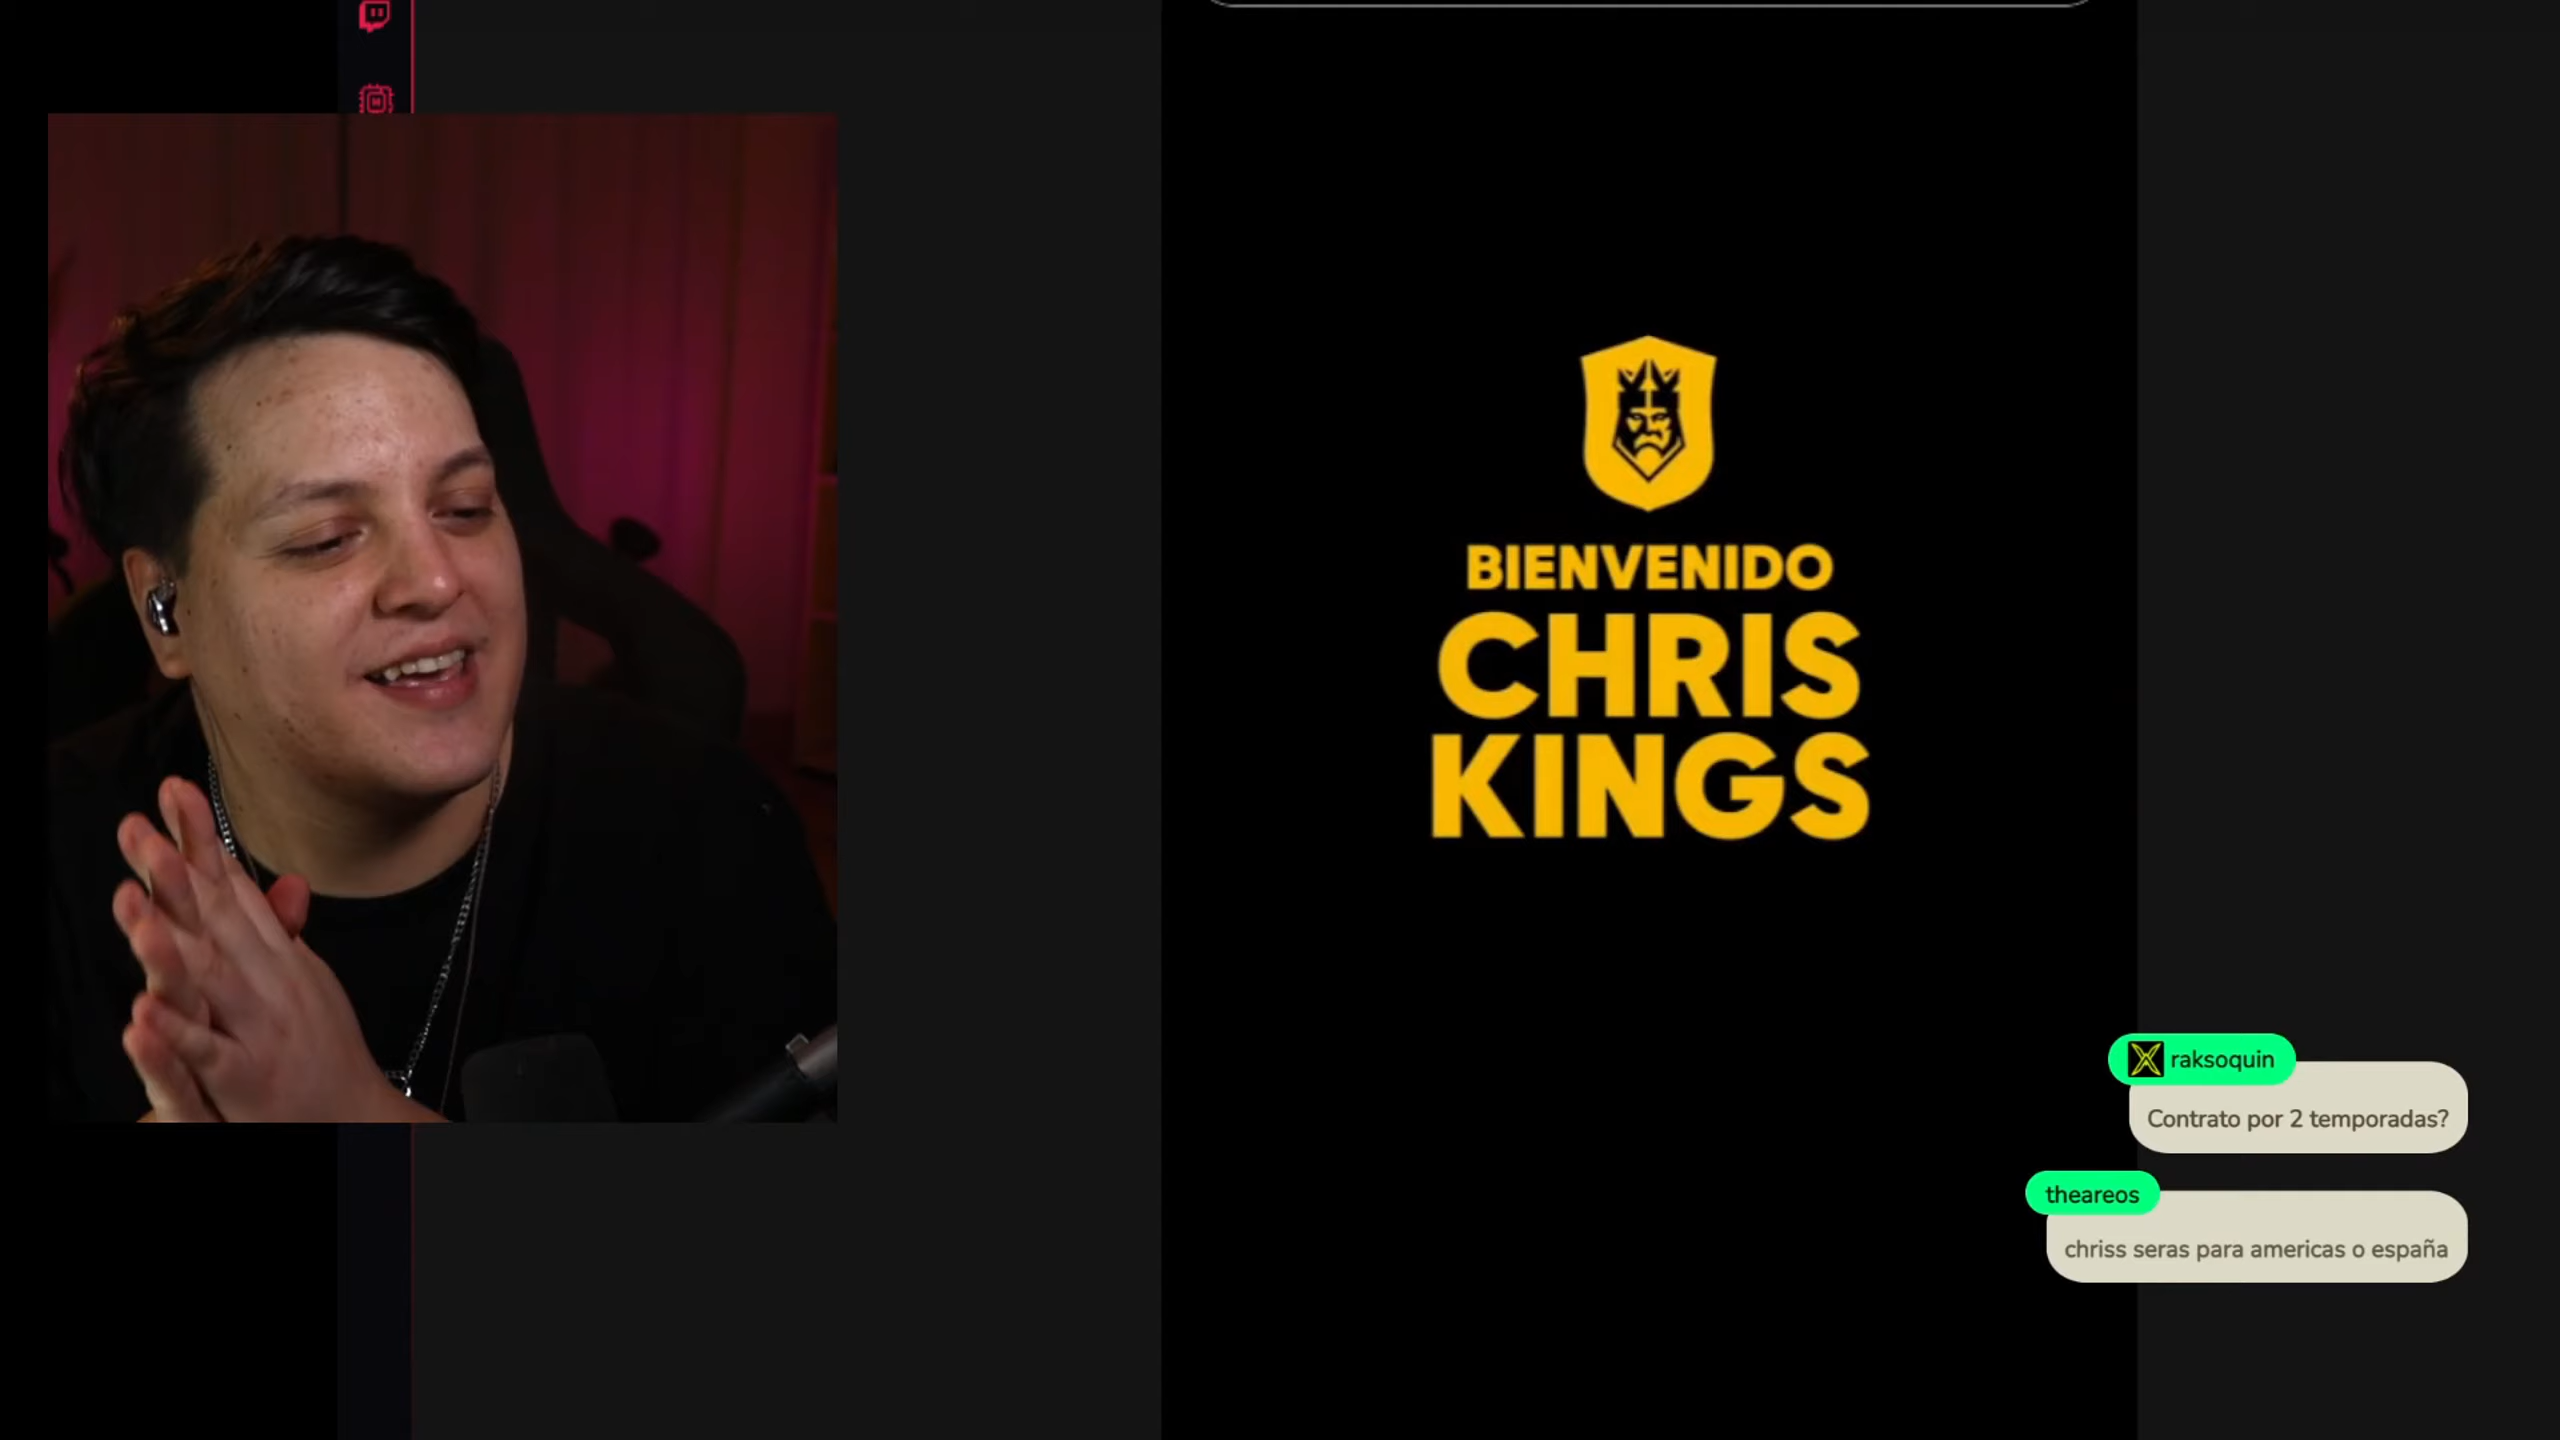 BIENVENIDO
CHRIS
KINGS
raksoquin
Contrato por 2 temporadas?
theareos
chriss seras para americas o españa